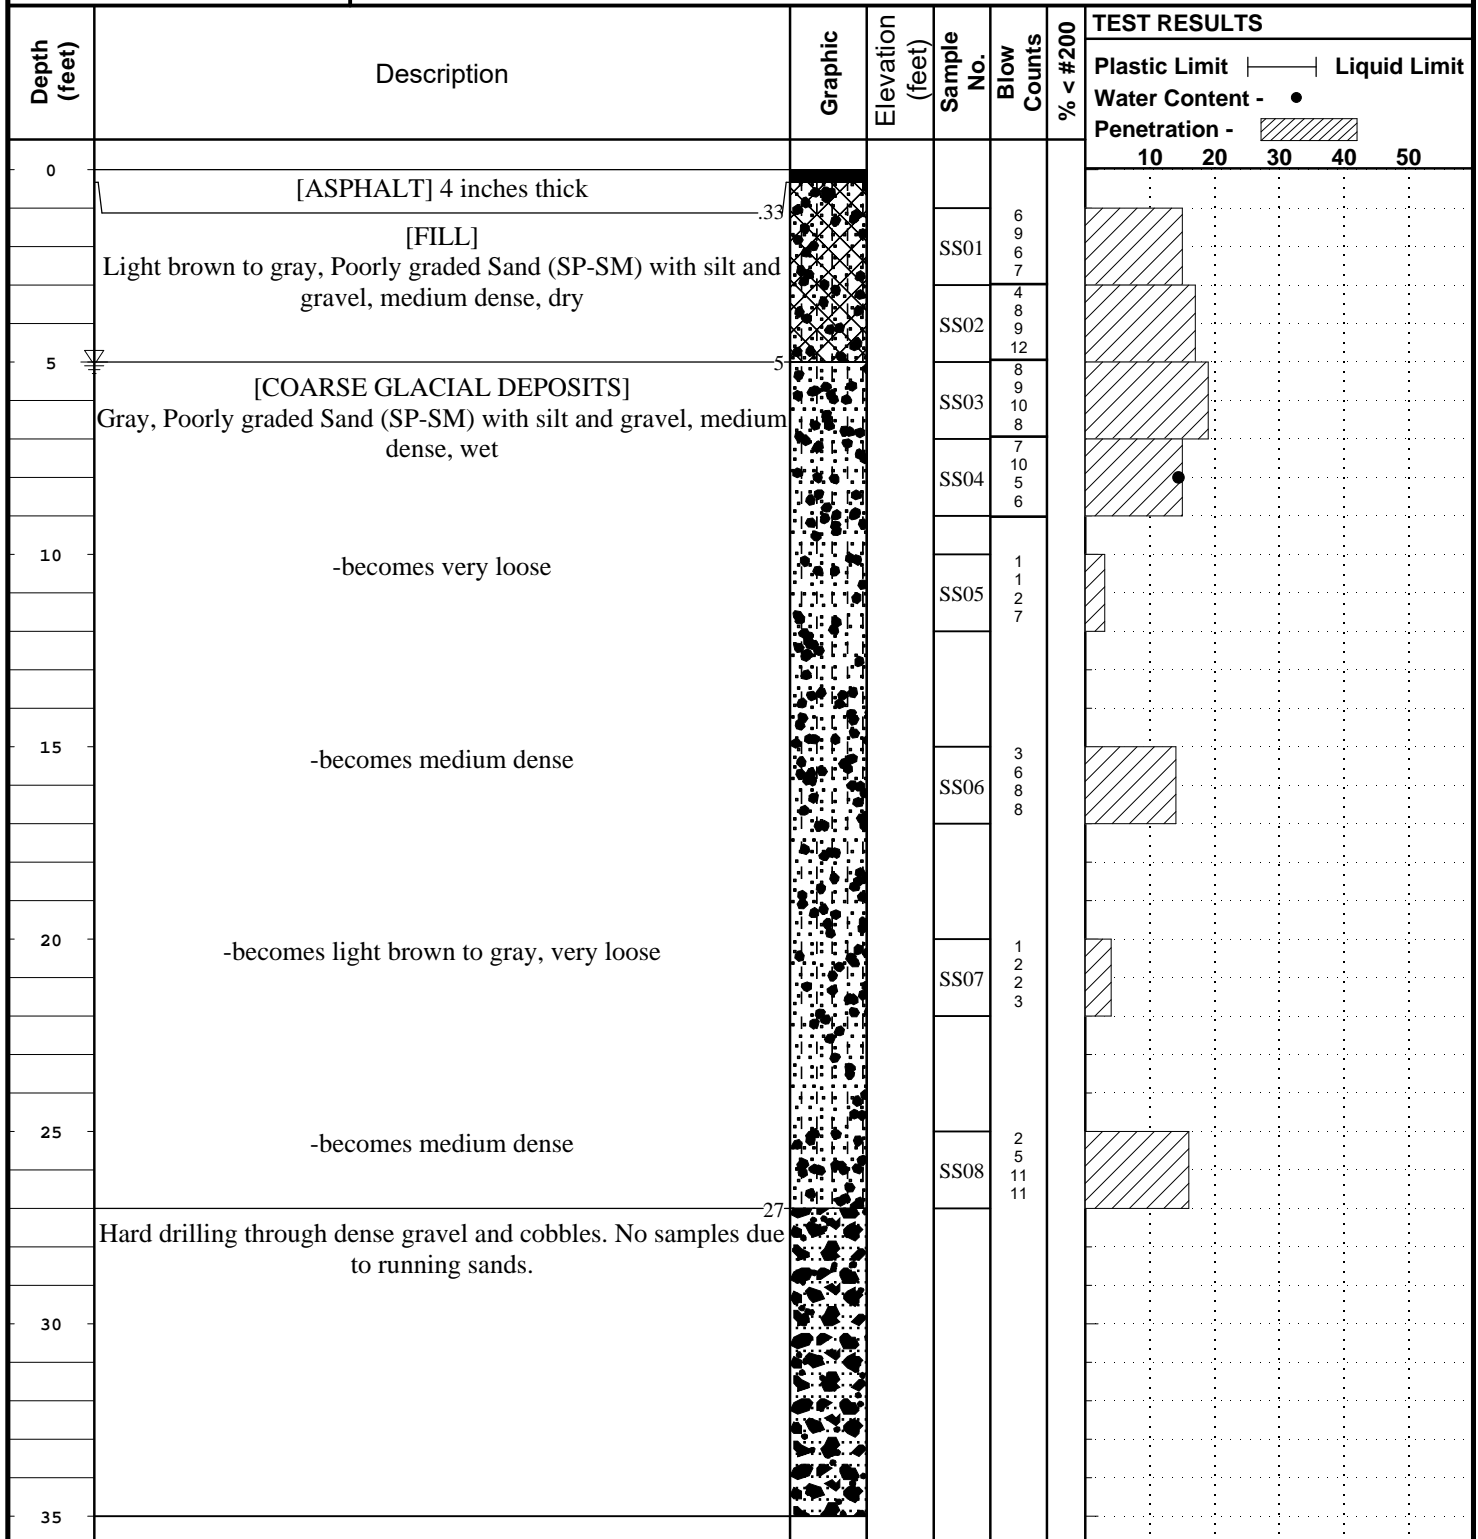 Depth
(feet)
Description
Graphic
Elevation
(feet)
Sample
No.
Blow
Counts
% < #200
TEST RESULTS
Plastic Limit Liquid Limit
Water Content -
Penetration -
10 20 30 40 50
0
[ASPHALT] 4 inches thick
.33
[FILL]
Light brown to gray, Poorly graded Sand (SP-SM) with silt and
gravel, medium dense, dry
SS01
6
9
6
7
SS02
4
8
9
12
5
5
[COARSE GLACIAL DEPOSITS]
Gray, Poorly graded Sand (SP-SM) with silt and gravel, medium
dense, wet
SS03
8
9
10
8
SS04
7
10
5
6
10
-becomes very loose
SS05
1
1
2
7
15
-becomes medium dense
SS06
3
6
8
8
20
-becomes light brown to gray, very loose
SS07
1
2
2
3
25
-becomes medium dense
SS08
2
5
11
11
27
Hard drilling through dense gravel and cobbles. No samples due
to running sands.
30
35